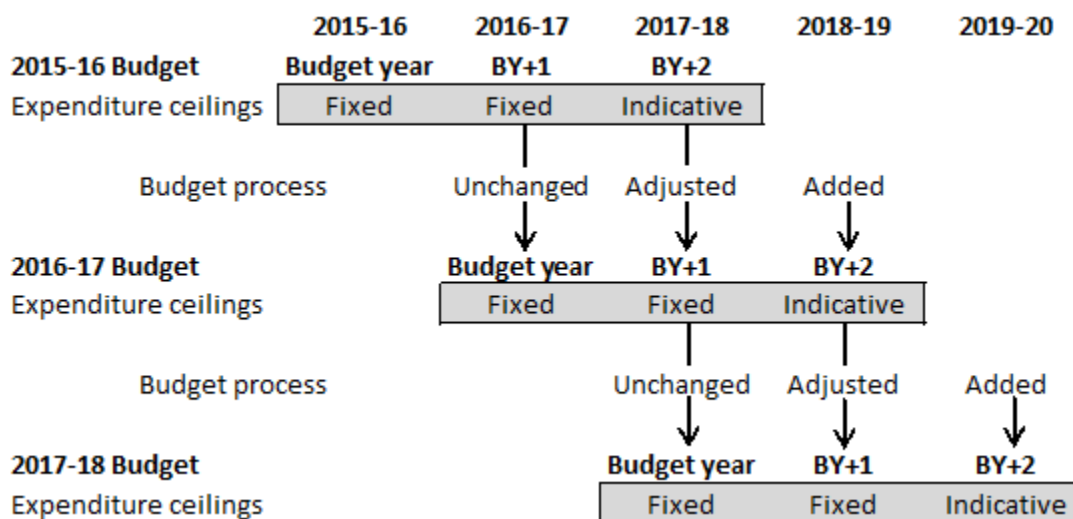 2015-16 2016-17 2017-18 2018-19 2019-20
2015-16 Budget Budget year BY+1 BY+2
Expenditure ceilings Fixed Fixed Indicative
Budget process Unchanged Adjusted Added
2016-17 Budget Budget year BY+1 BY+2
Expenditure ceilings Fixed Fixed Indicative
Budget process Unchanged Adjusted Added
2017-18 Budget Budget year BY+1 BY+2
Expenditure ceilings Fixed Fixed Indicative